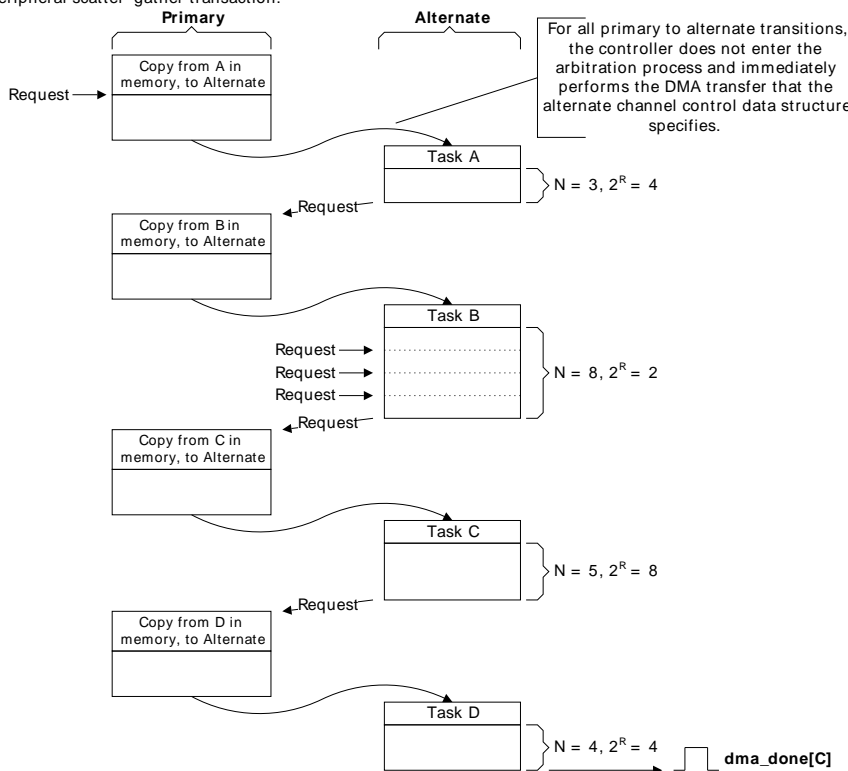 eripheral scatter-gather transaction.
Primary
Alternate
For all primary to alternate transitions,
the controller does not enter the
arbitration process and immediately
performs the DMA transfer that the
alternate channel control data structure
specifies.
Copy from A in
memory, to Alternate
Request
Task A
N = 3, 2^R = 4
Request
Copy from B in
memory, to Alternate
Task B
Request
Request
Request
N = 8, 2^R = 2
Request
Copy from C in
memory, to Alternate
Task C
N = 5, 2^R = 8
Request
Copy from D in
memory, to Alternate
Task D
N = 4, 2^R = 4
dma_done[C]